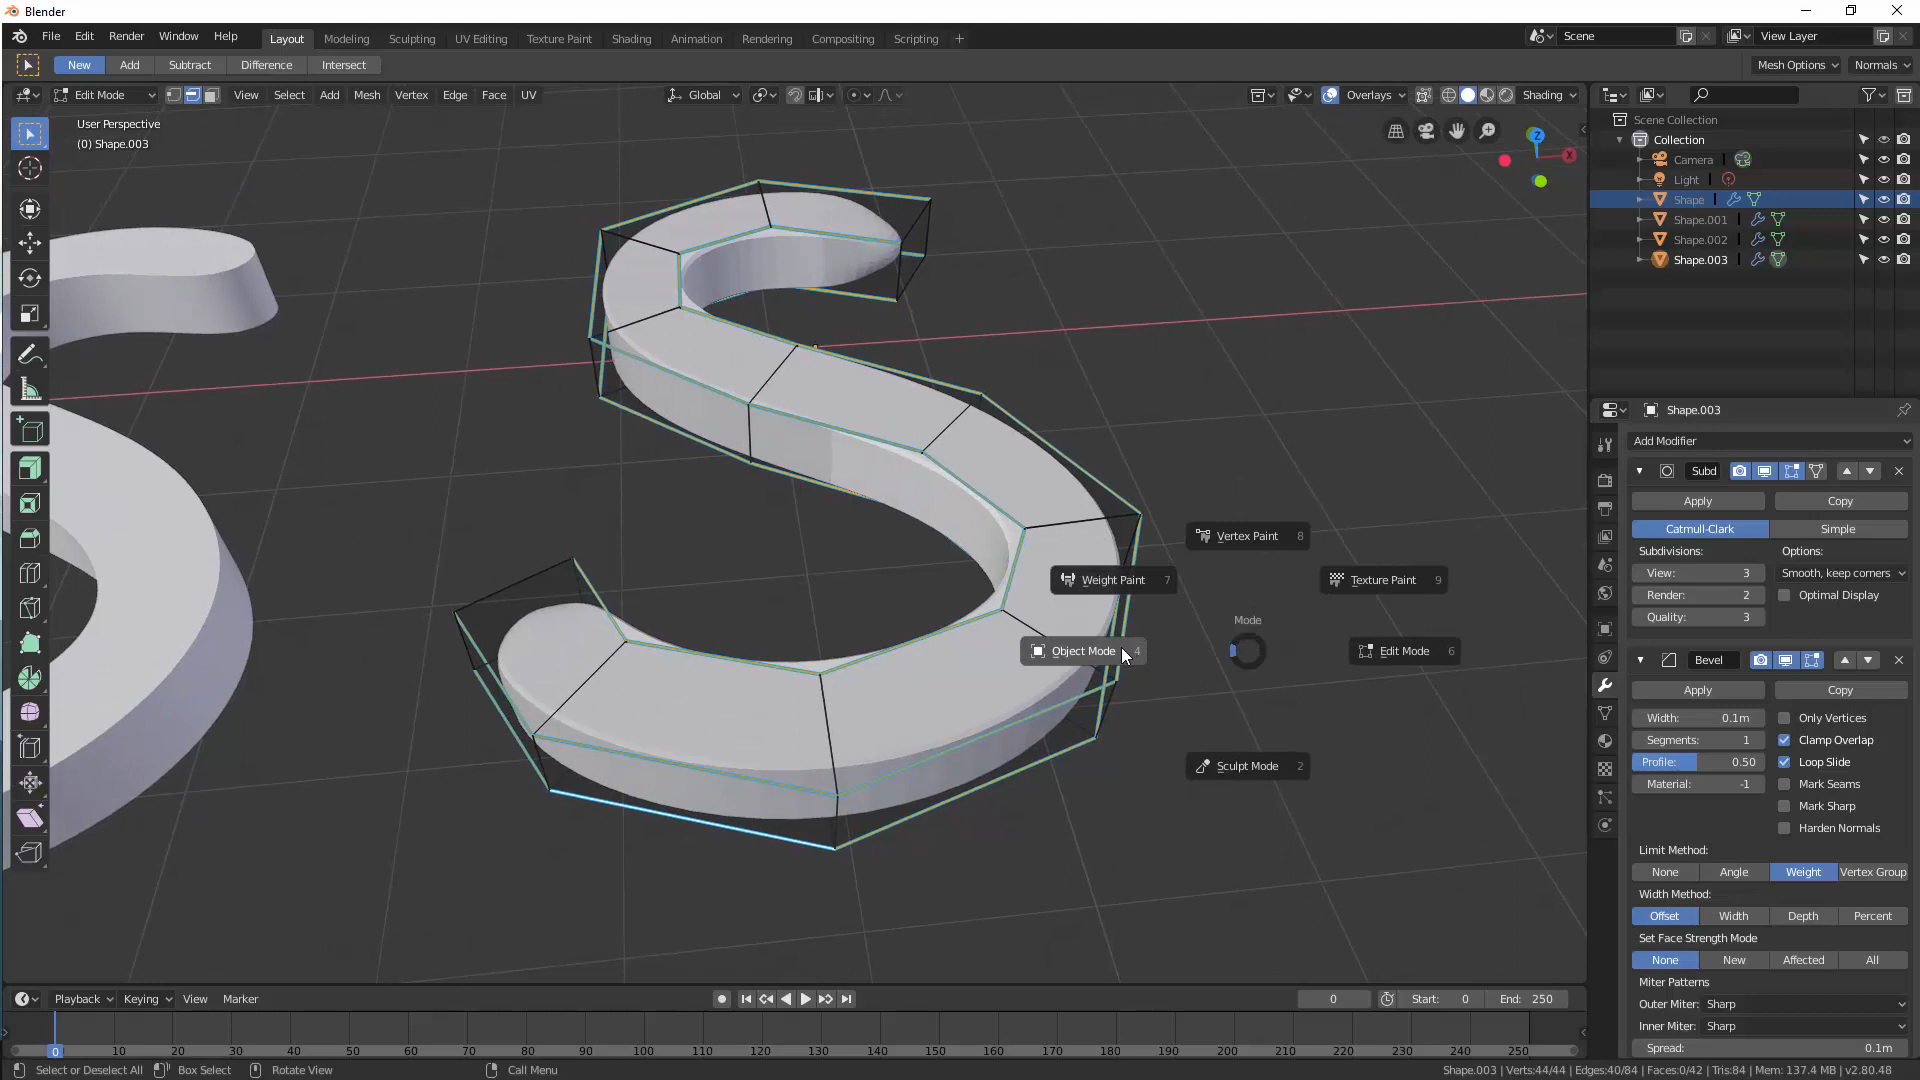 Blender
File Edit Render Window Help Layout Modeling Sculpting UV Editing Texture Paint Shading Animation Rendering Compositing Scripting + Scene View Layer
New Add Subtract Difference Intersect Mesh Options Normals
Edit Mode View Select Add Mesh Vertex Edge Face UV Global Overlays Shading
User Perspective
(0) Shape.003
Z
X
Scene Collection
Collection
Camera
Light
Shape
Shape.001
Shape.002
Shape.003
Shape.003
Add Modifier
Subd
Apply Copy
Catmull-Clark Simple
Subdivisions: Options:
View: 3 Smooth, keep corners
Render: 2 Optimal Display
Quality: 3
Bevel
Apply Copy
Width: 0.1m Only Vertices
Segments: 1 Clamp Overlap
Profile: 0.50 Loop Slide
Material: -1 Mark Seams
Mark Sharp
Harden Normals
Limit Method:
None Angle Weight Vertex Group
Width Method:
Offset Width Depth Percent
Set Face Strength Mode
None New Affected All
Miter Patterns
Outer Miter: Sharp
Inner Miter: Sharp
Spread: 0.1m
Vertex Paint 8
Weight Paint 7 Texture Paint 9
Mode
Object Mode 4 Edit Mode 6
Sculpt Mode 2
Playback Keying View Marker 0 Start: 0 End: 250
0 10 20 30 40 50 60 70 80 90 100 110 120 130 140 150 160 170 180 190 200 210 220 230 240 250
Select or Deselect All Box Select Rotate View Call Menu Shape.003 | Verts:44/44 | Edges:40/84 | Faces:0/42 | Tris:84 | Mem: 137.4 MB | v2.80.48